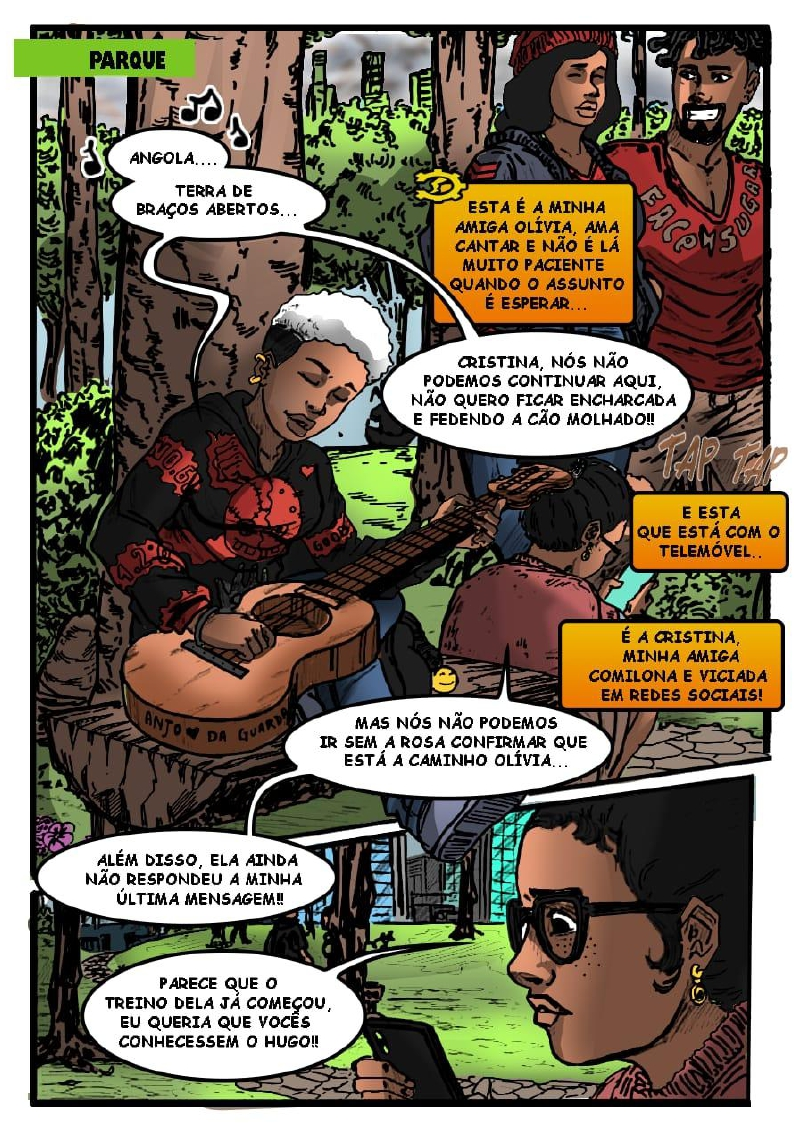 PARQUE
ANGOLA....
TERRA DE
BRAÇOS ABERTOS...
ESTA É A MINHA
AMIGA OLÍVIA, AMA
CANTAR E NÃO É LÁ
MUITO PACIENTE
QUANDO O ASSUNTO
É ESPERAR...
CRISTINA, NÓS NÃO
PODEMOS CONTINUAR AQUI,
NÃO QUERO FICAR ENCHARCADA
E FEDENDO A CÃO MOLHADO!!
TAP TAP
E ESTA
QUE ESTÁ COM O
TELEMÓVEL..
É A CRISTINA,
MINHA AMIGA
COMILONA E VICIADA
EM REDES SOCIAIS!
ANJO ♥ DA GUARDA
MAS NÓS NÃO PODEMOS
IR SEM A ROSA CONFIRMAR QUE
ESTÁ A CAMINHO OLÍVIA...
ALÉM DISSO, ELA AINDA
NÃO RESPONDEU A MINHA
ÚLTIMA MENSAGEM!!
PARECE QUE O
TREINO DELA JÀ COMEÇOU,
EU QUERIA QUE VOCÊS
CONHECESSEM O HUGO!!